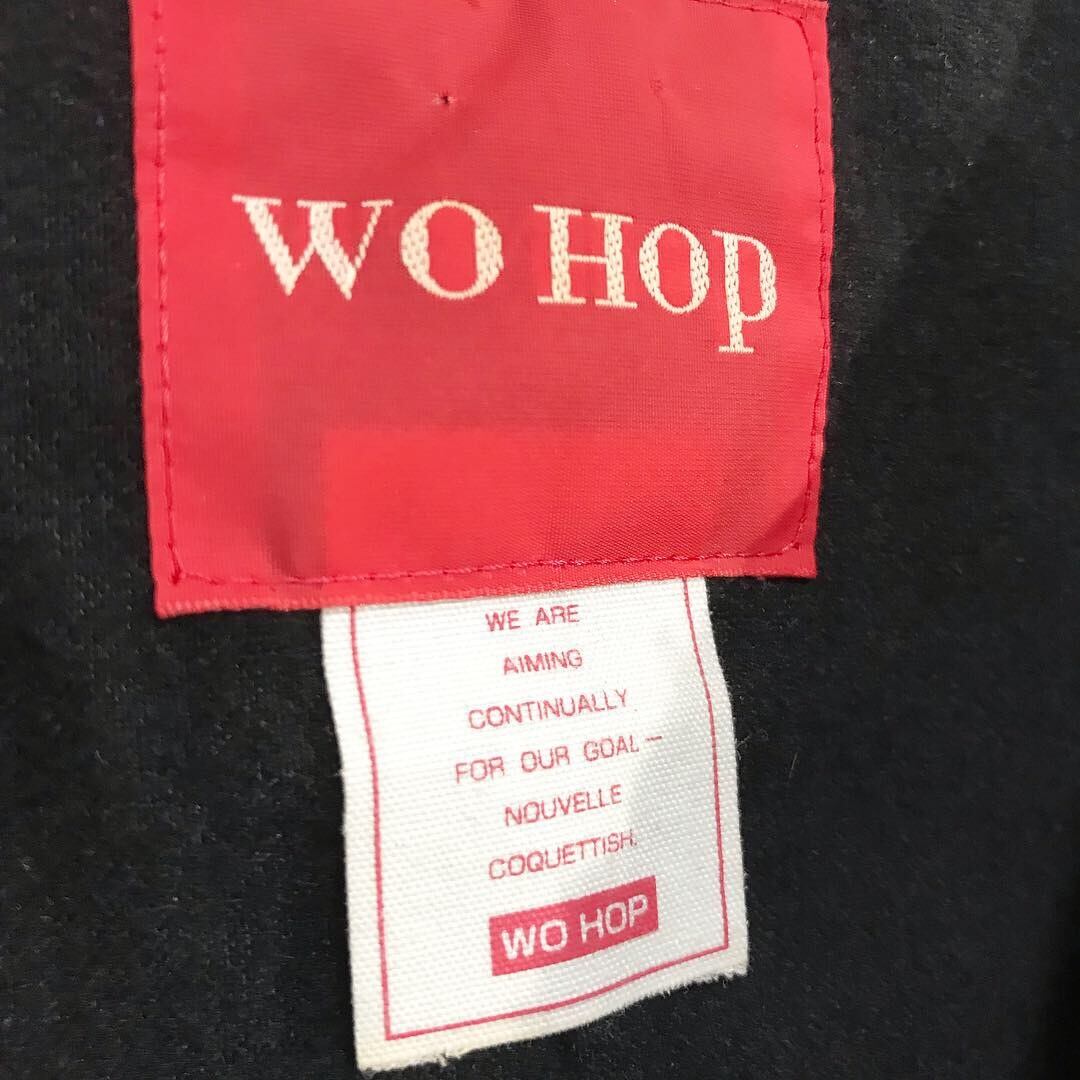 WO HOP
WE ARE
AIMING
CONTINUALLY
FOR OUR GOAL—
NOUVELLE
COQUETTISH.
WO HOP